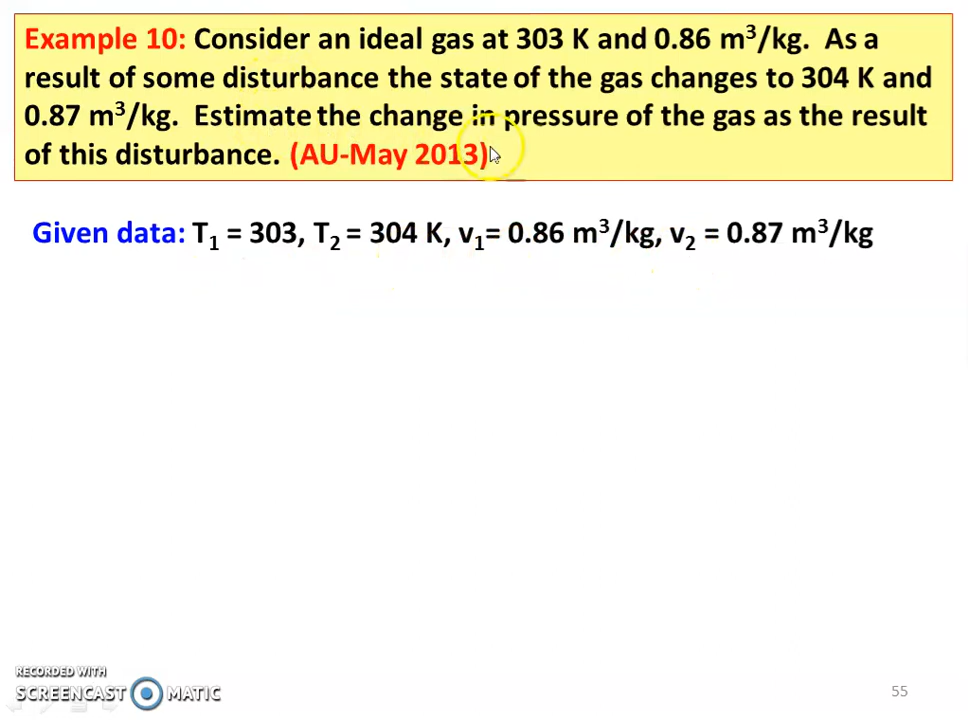 Example 10: Consider an ideal gas at 303 K and 0.86 m³/kg. As a
result of some disturbance the state of the gas changes to 304 K and
0.87 m³/kg. Estimate the change in pressure of the gas as the result
of this disturbance. (AU-May 2013)
Given data: T₁ = 303, T₂ = 304 K, v₁= 0.86 m³/kg, v₂ = 0.87 m³/kg
RECORDED WITH
SCREENCAST MATIC
55